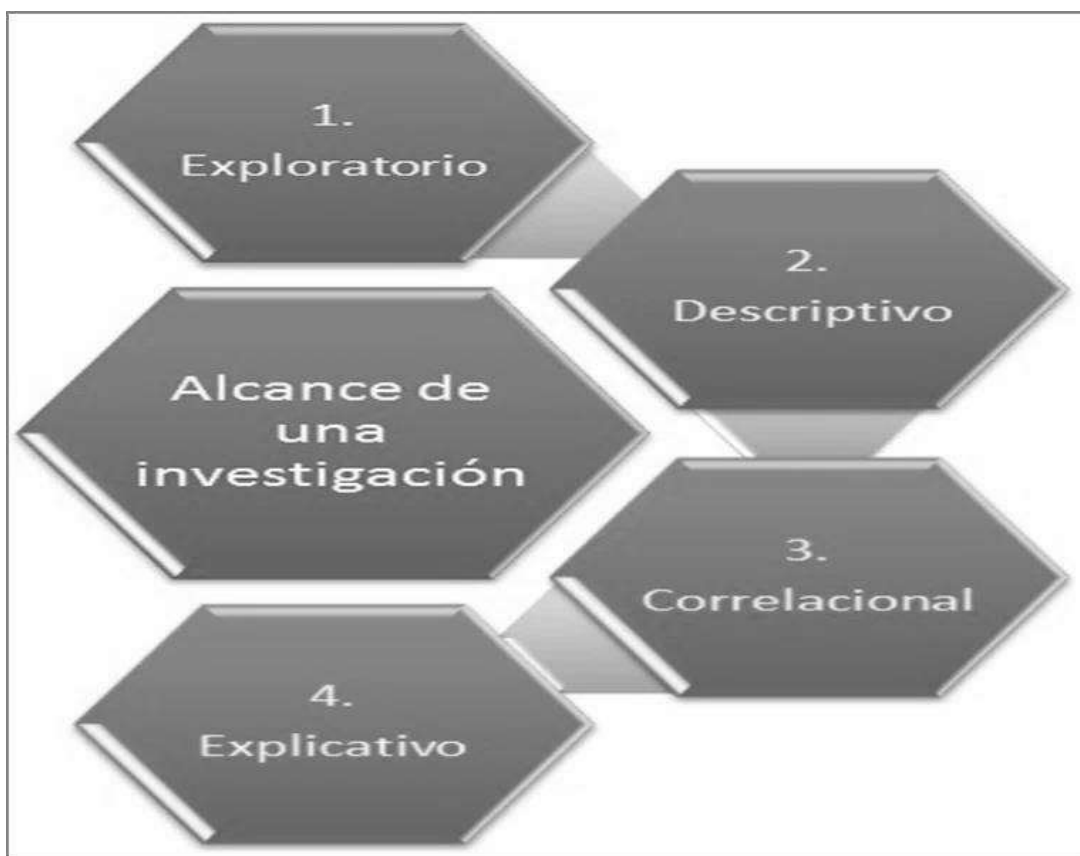 1.
Exploratorio
2.
Descriptivo
Alcance de
una
investigación
3.
Correlacional
4.
Explicativo